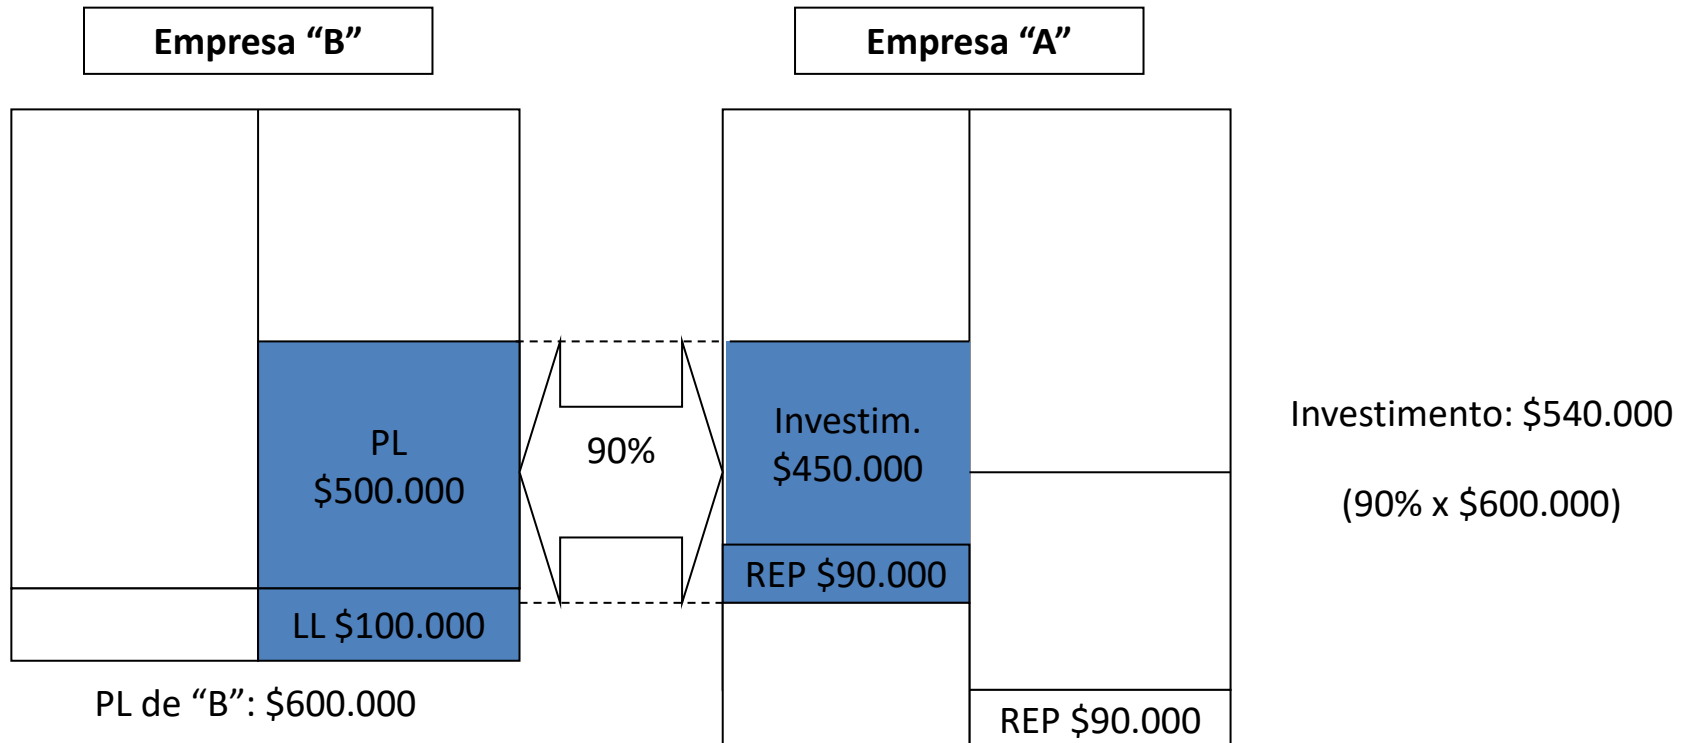 Empresa “B”
Empresa “A”
PL
$500.000
LL $100.000
PL de “B”: $600.000
90%
Investim.
$450.000
REP $90.000
REP $90.000
Investimento: $540.000
(90% x $600.000)